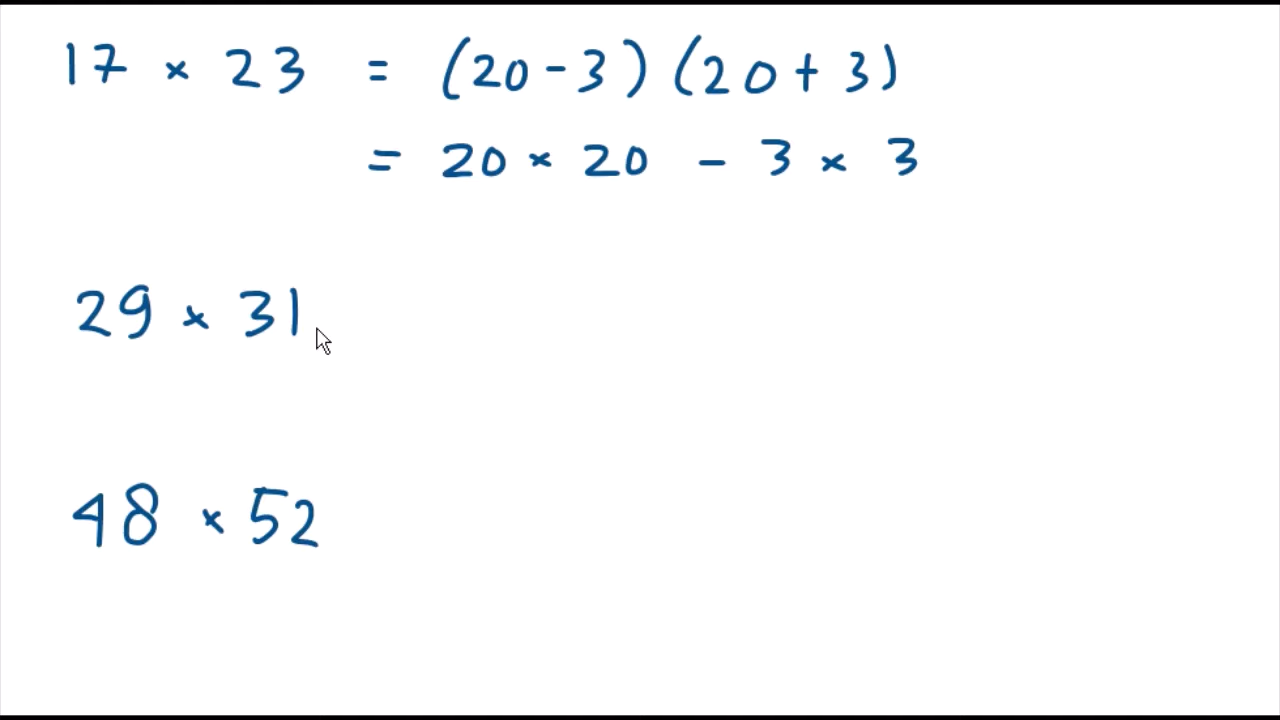 17 × 23 = (20 - 3) (20 + 3)
= 20 × 20 - 3 × 3
29 × 31
48 × 52